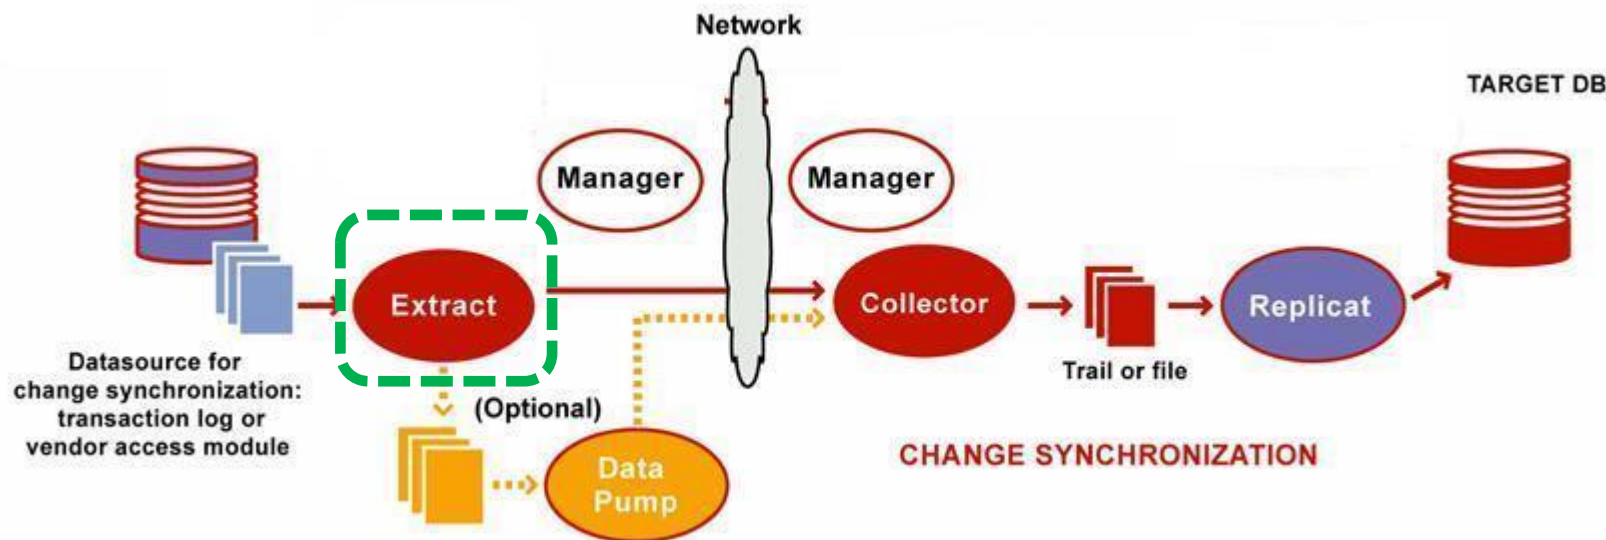 Network
TARGET DB
Manager
Manager
Extract
Collector
Replicat
Datasource for
change synchronization:
transaction log or
vendor access module
Trail or file
(Optional)
Data
Pump
CHANGE SYNCHRONIZATION